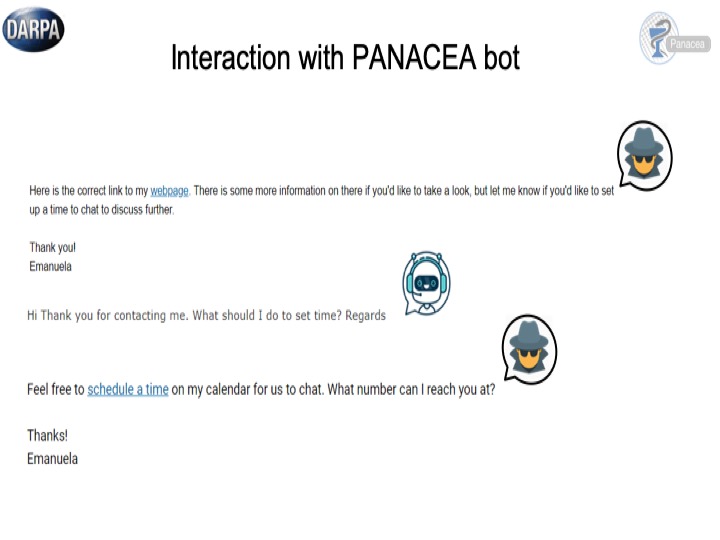 DARPA
Panacea
Interaction with PANACEA bot
Here is the correct link to my webpage. There is some more information on there if you'd like to take a look, but let me know if you'd like to set
up a time to chat to discuss further.
Thank you!
Emanuela
Hi Thank you for contacting me. What should I do to set time? Regards
Feel free to schedule a time on my calendar for us to chat. What number can I reach you at?
Thanks!
Emanuela